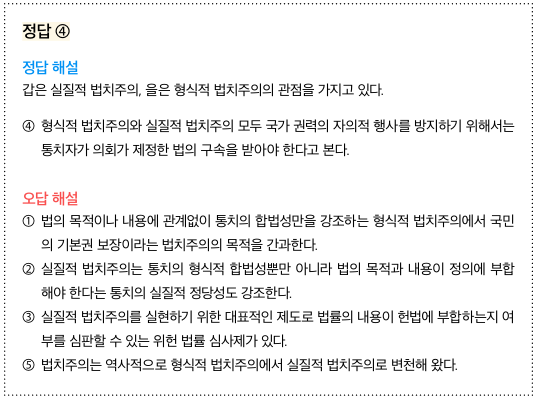 정답 ④
정답 해설
갑은 실질적 법치주의, 을은 형식적 법치주의의 관점을 가지고 있다.
④ 형식적 법치주의와 실질적 법치주의 모두 국가 권력의 자의적 행사를 방지하기 위해서는
통치자가 의회가 제정한 법의 구속을 받아야 한다고 본다.
오답 해설
① 법의 목적이나 내용에 관계없이 통치의 합법성만을 강조하는 형식적 법치주의에서 국민
의 기본권 보장이라는 법치주의의 목적을 간과한다.
② 실질적 법치주의는 통치의 형식적 합법성뿐만 아니라 법의 목적과 내용이 정의에 부합
해야 한다는 통치의 실질적 정당성도 강조한다.
③ 실질적 법치주의를 실현하기 위한 대표적인 제도로 법률의 내용이 헌법에 부합하는지 여
부를 심판할 수 있는 위헌 법률 심사제가 있다.
⑤ 법치주의는 역사적으로 형식적 법치주의에서 실질적 법치주의로 변천해 왔다.